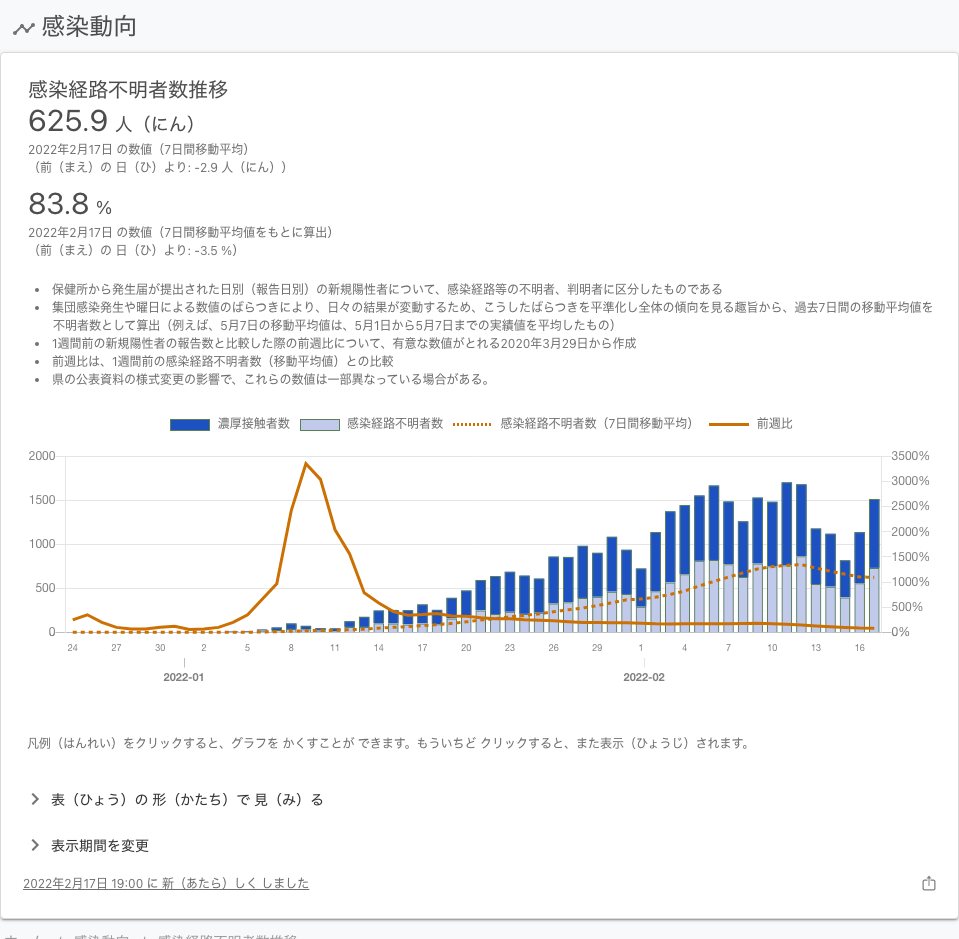 感染動向
感染経路不明者数推移
625.9 人（にん）
2022年2月17日 の数値（7日間移動平均）
（前（まえ）の 日（ひ）より: -2.9 人（にん））
83.8 %
2022年2月17日 の数値（7日間移動平均値をもとに算出）
（前（まえ）の 日（ひ）より: -3.5 %）
• 保健所から発生届が提出された日別（報告日別）の新規陽性者について、感染経路等の不明者、判明者に区分したものである
• 集団感染発生や曜日による数値のばらつきにより、日々の結果が変動するため、こうしたばらつきを平準化し全体の傾向を見る趣旨から、過去7日間の移動平均値を
不明者数として算出（例えば、5月7日の移動平均値は、5月1日から5月7日までの実績値を平均したもの）
• 1週間前の新規陽性者の報告数と比較した際の前週比について、有意な数値がとれる2020年3月29日から作成
• 前週比は、1週間前の感染経路不明者数（移動平均値）との比較
• 県の公表資料の様式変更の影響で、これらの数値は一部異なっている場合がある。
濃厚接触者数 感染経路不明者数 感染経路不明者数（7日間移動平均） 前週比
2000 3500%
3000%
1500 2500%
2000%
1000 1500%
1000%
500 500%
0 0%
24 27 30 2 5 8 11 14 17 20 23 26 29 1 4 7 10 13 16
2022-01 2022-02
凡例（はんれい）をクリックすると、グラフを かくすことが できます。もういちど クリックすると、また表示（ひょうじ）されます。
表（ひょう）の 形（かたち）で 見（み）る
表示期間を変更
2022年2月17日 19:00 に 新（あたら）しく しました